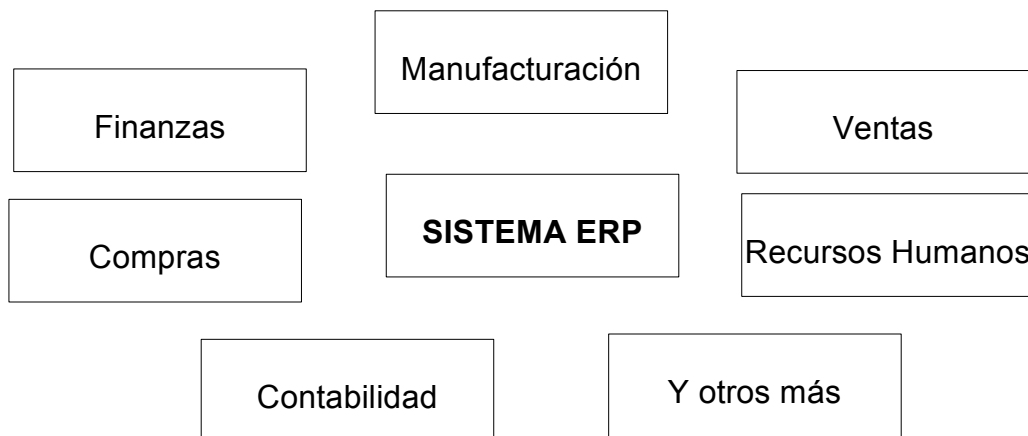 Manufacturación
Finanzas
Ventas
SISTEMA ERP
Compras
Recursos Humanos
Contabilidad
Y otros más